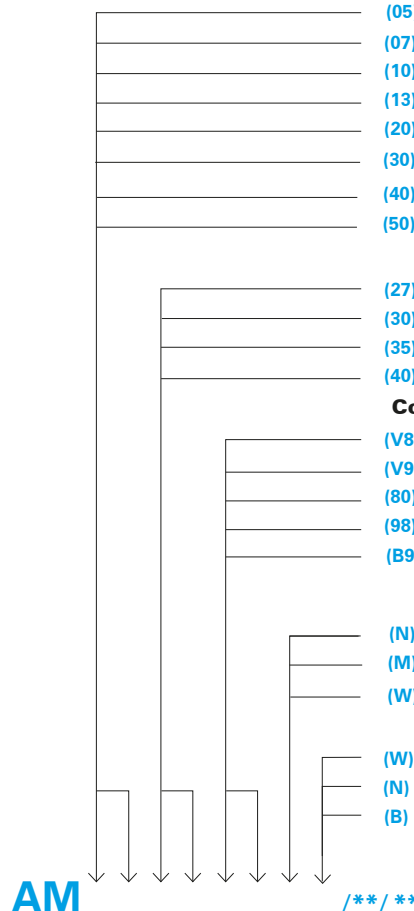 (05
(07)
(10)
(13)
(20)
(30)
(40)
(50)
(27)
(30)
(35)
(40)
Co
(V8
(V9
(80)
(98)
(B9
(N)
(M)
(W)
(W)
(N)
(B)
AM /**/ **